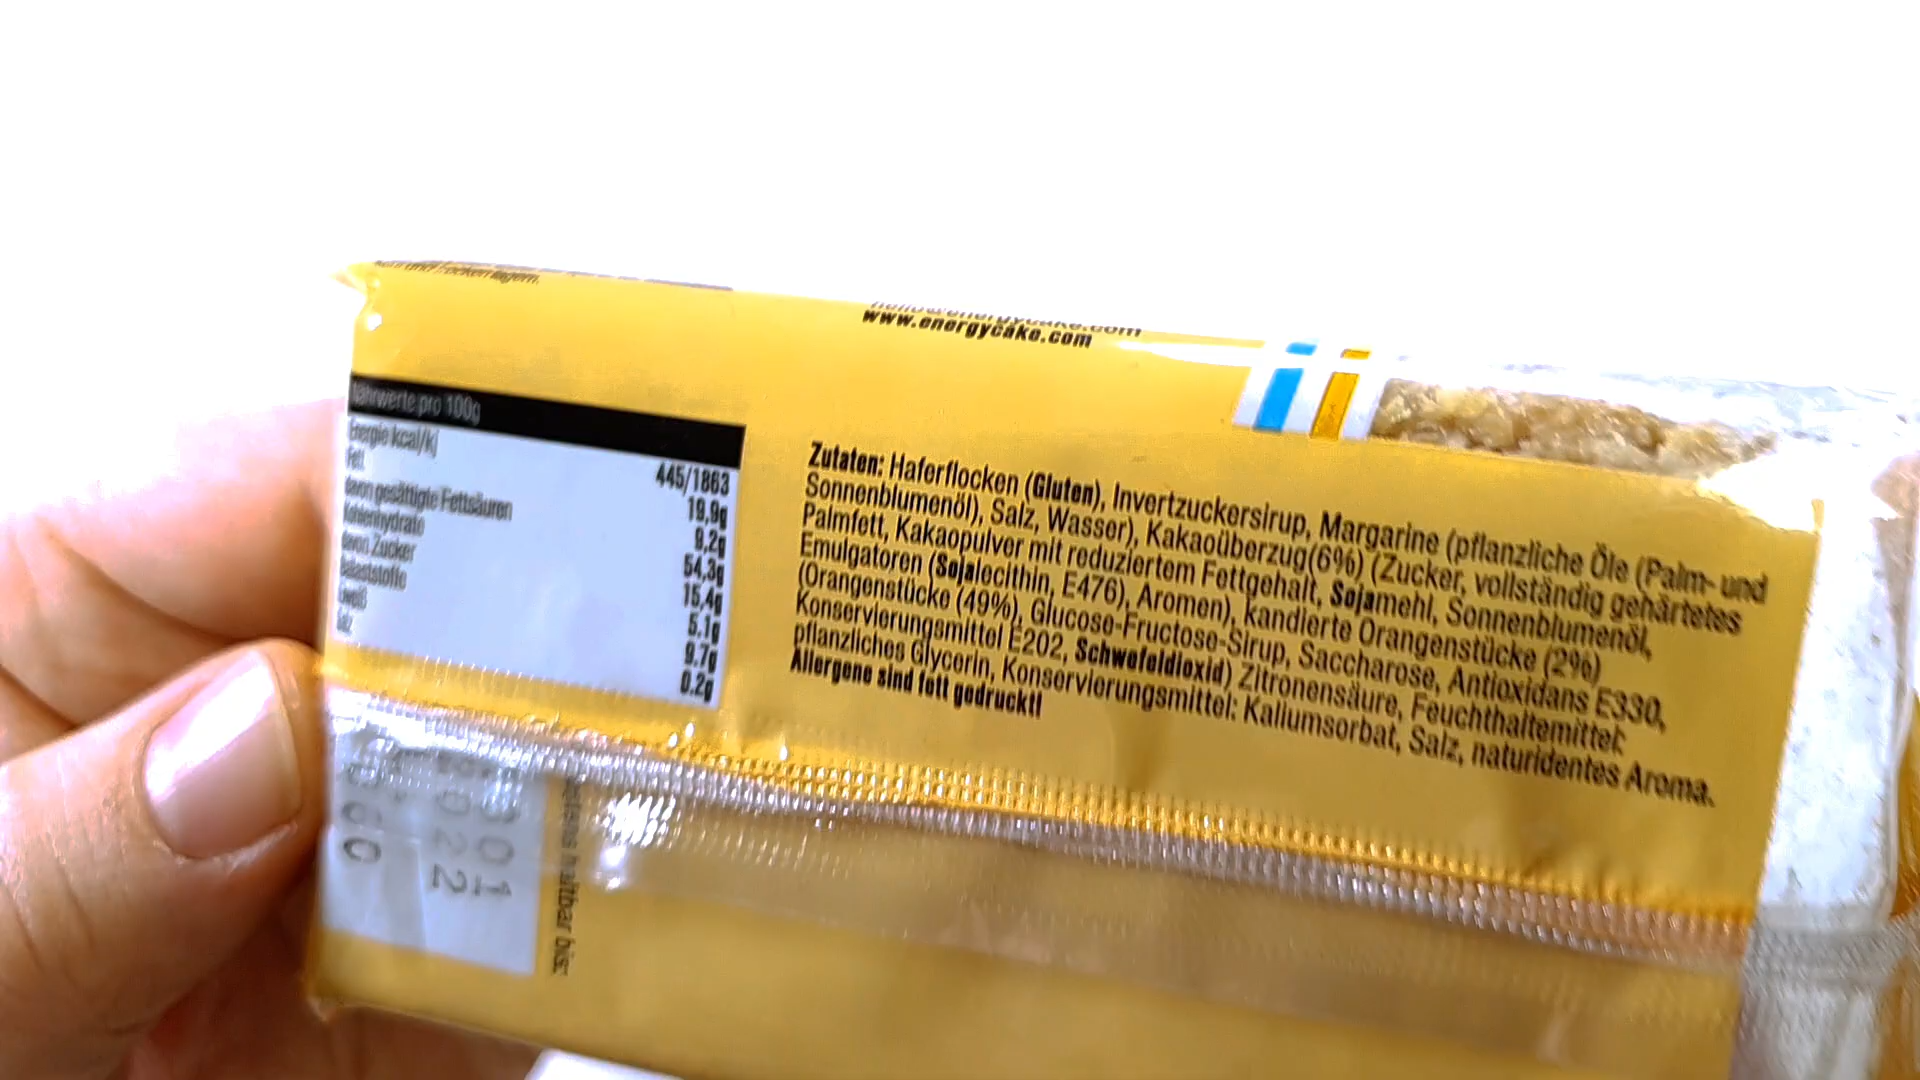 www.energycake.com
Nährwerte pro 100g
Energie kcal/kj
445/1863
Fett
19,9g
davon gesättigte Fettsäuren
9.2g
Kohlenhydrate
54,3g
davon Zucker
15,4g
Ballaststoffe
5.1g
Eiweiß
9.7g
Salz
0.2g
Zutaten: Haferflocken (Gluten), Invertzuckersirup, Margarine (pflanzliche Öle (Palm- und
Sonnenblumenöl), Salz, Wasser), Kakaoüberzug(6%) (Zucker, vollständig gehärtetes
Palmfett, Kakaopulver mit reduziertem Fettgehalt, Sojamehl, Sonnenblumenöl,
Emulgatoren (Sojalecithin, E476), Aromen), kandierte Orangenstücke (2%)
(Orangenstücke (49%), Glucose-Fructose-Sirup, Saccharose, Antioxidans E330,
Konservierungsmittel E202, Schwefeldioxid) Zitronensäure, Feuchthaltemittel:
pflanzliches Glycerin, Konservierungsmittel: Kaliumsorbat, Salz, naturidentes Aroma.
Allergene sind fett gedruckt!
haltbar bis: